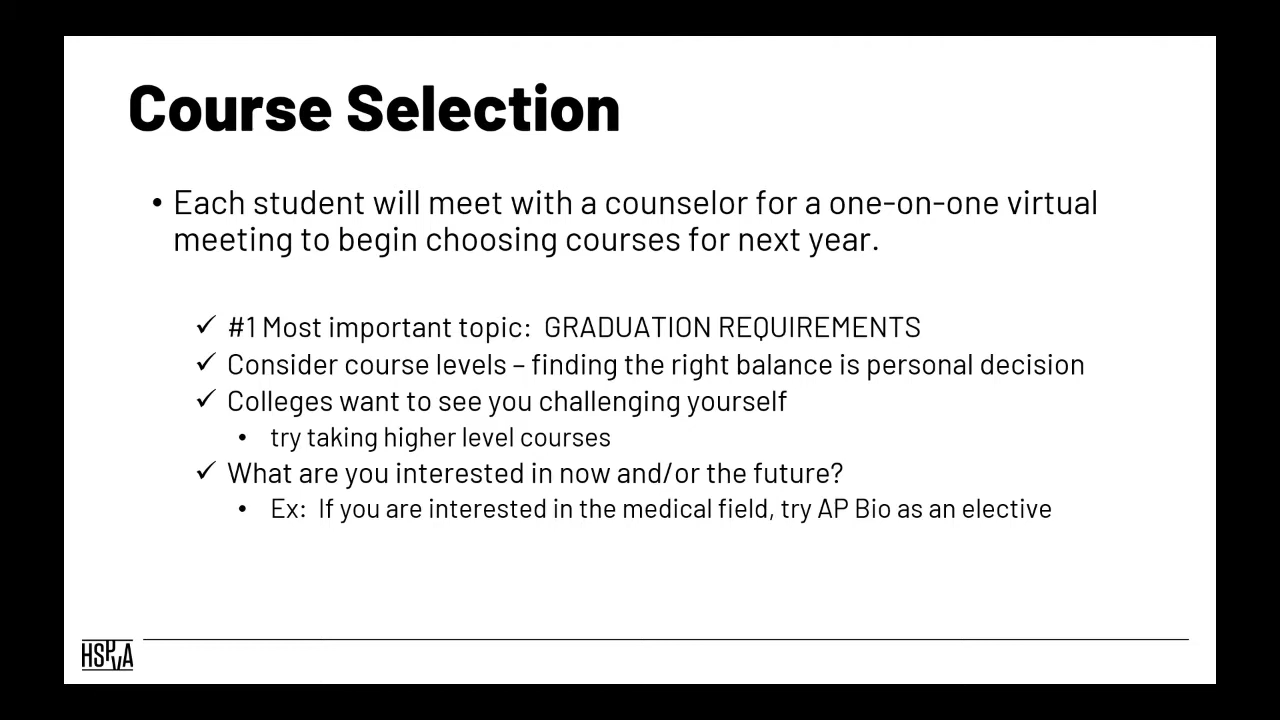 Course Selection
• Each student will meet with a counselor for a one-on-one virtual
meeting to begin choosing courses for next year.
✓ #1 Most important topic: GRADUATION REQUIREMENTS
✓ Consider course levels – finding the right balance is personal decision
✓ Colleges want to see you challenging yourself
• try taking higher level courses
✓ What are you interested in now and/or the future?
• Ex: If you are interested in the medical field, try AP Bio as an elective
HSPVA